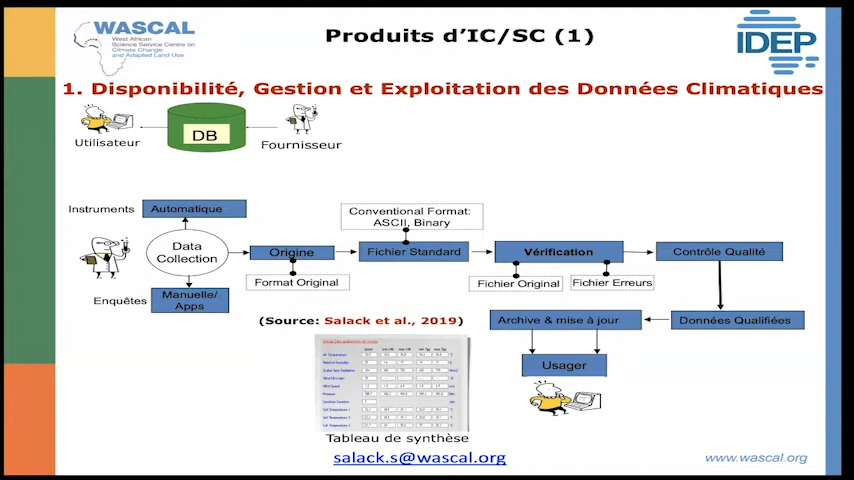 WASCAL
West African
Science Service Centre on
Climate Change
and Adapted Land Use
Produits d'IC/SC (1)
IDEP
1. Disponibilité, Gestion et Exploitation des Données Climatiques
DB
Utilisateur
Fournisseur
Instruments
Automatique
Conventional Format:
ASCII, Binary
Data
Collection
Origine
Fichier Standard
Vérification
Contrôle Qualité
Format Original
Fichier Original
Fichier Erreurs
Enquêtes
Manuelle/
Apps
(Source: Salack et al., 2019)
Archive & mise à jour
Données Qualifiées
Usager
Tableau de synthèse
salack.s@wascal.org
www.wascal.org